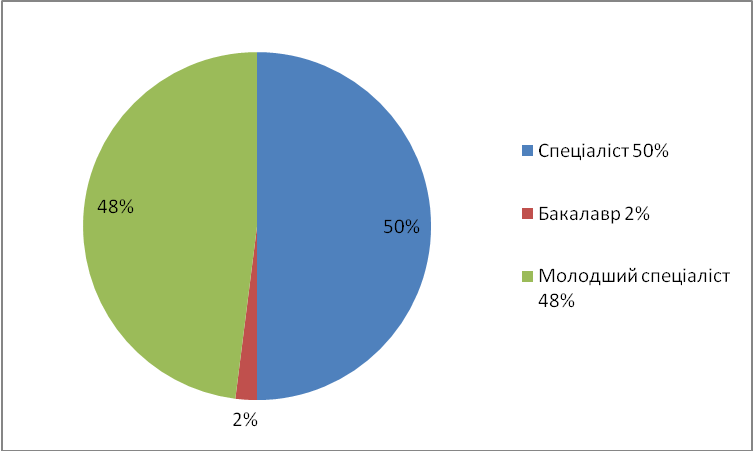 48%
50%
2%
Спеціаліст 50%
Бакалавр 2%
Молодший спеціаліст
48%